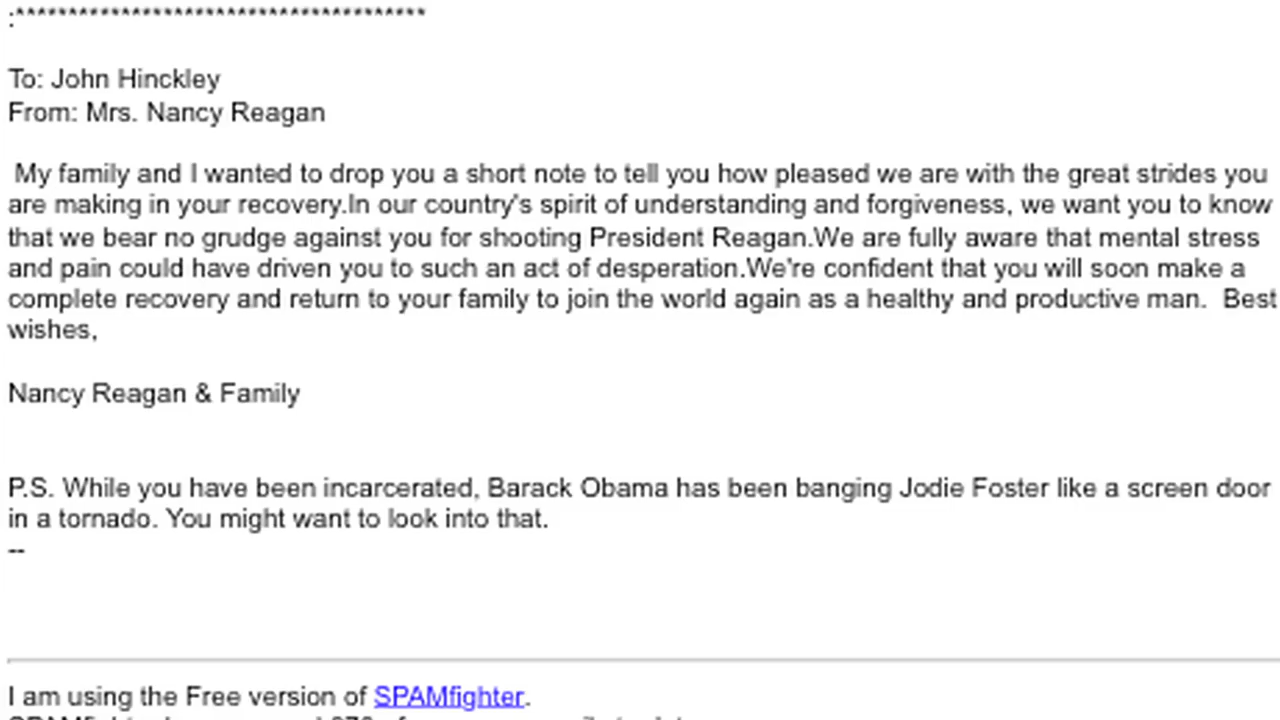 :**************************************
To: John Hinckley
From: Mrs. Nancy Reagan
My family and I wanted to drop you a short note to tell you how pleased we are with the great strides you
are making in your recovery.In our country's spirit of understanding and forgiveness, we want you to know
that we bear no grudge against you for shooting President Reagan.We are fully aware that mental stress
and pain could have driven you to such an act of desperation.We're confident that you will soon make a
complete recovery and return to your family to join the world again as a healthy and productive man.  Best
wishes,
Nancy Reagan & Family
P.S. While you have been incarcerated, Barack Obama has been banging Jodie Foster like a screen door
in a tornado. You might want to look into that.
--
I am using the Free version of SPAMfighter.